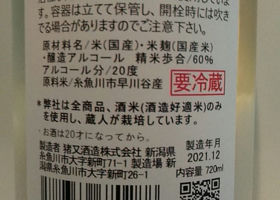 す。容器は立てて保管し、開栓時には吹き
でる場合がありますのでご注意下さい。
原材料名/米(国産)・米麹(国産米)
・醸造アルコール 精米歩合/60%
アルコール分/20度
原材料米/糸魚川市早川谷産
要冷蔵
*弊社は全商品、酒米(酒造好適米)のみ
を使用し、蔵人が栽培しています。
*お酒は20才になってから。
製造者 猪又酒造株式会社 新潟県
糸魚川市大字新町71-1 製造場 新
潟県糸魚川市大字新町26-1
製造年月
2021.12
720ml